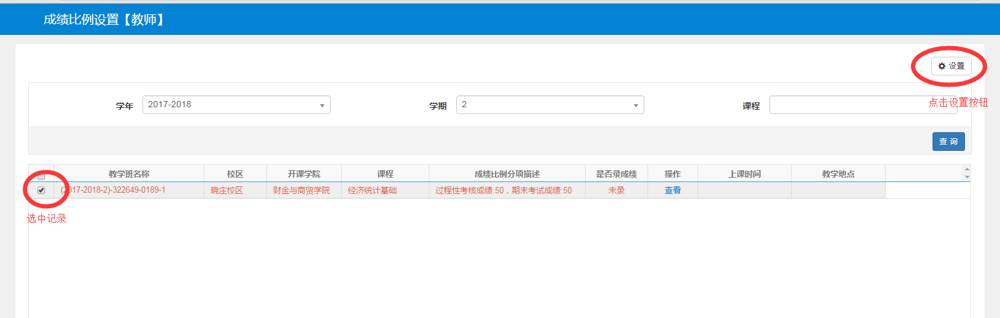 成绩比例设置【教师】
设置
点击设置按钮
学年 2017-2018 学期 2 课程
查 询
教学班名称 校区 开课学院 课程 成绩比例分项描述 是否录成绩 操作 上课时间 教学地点
(2017-2018-2)-322649-0189-1 晓庄校区 财金与商贸学院 经济统计基础 过程性考核成绩:50，期末考试成绩:50 未录 查看
选中记录